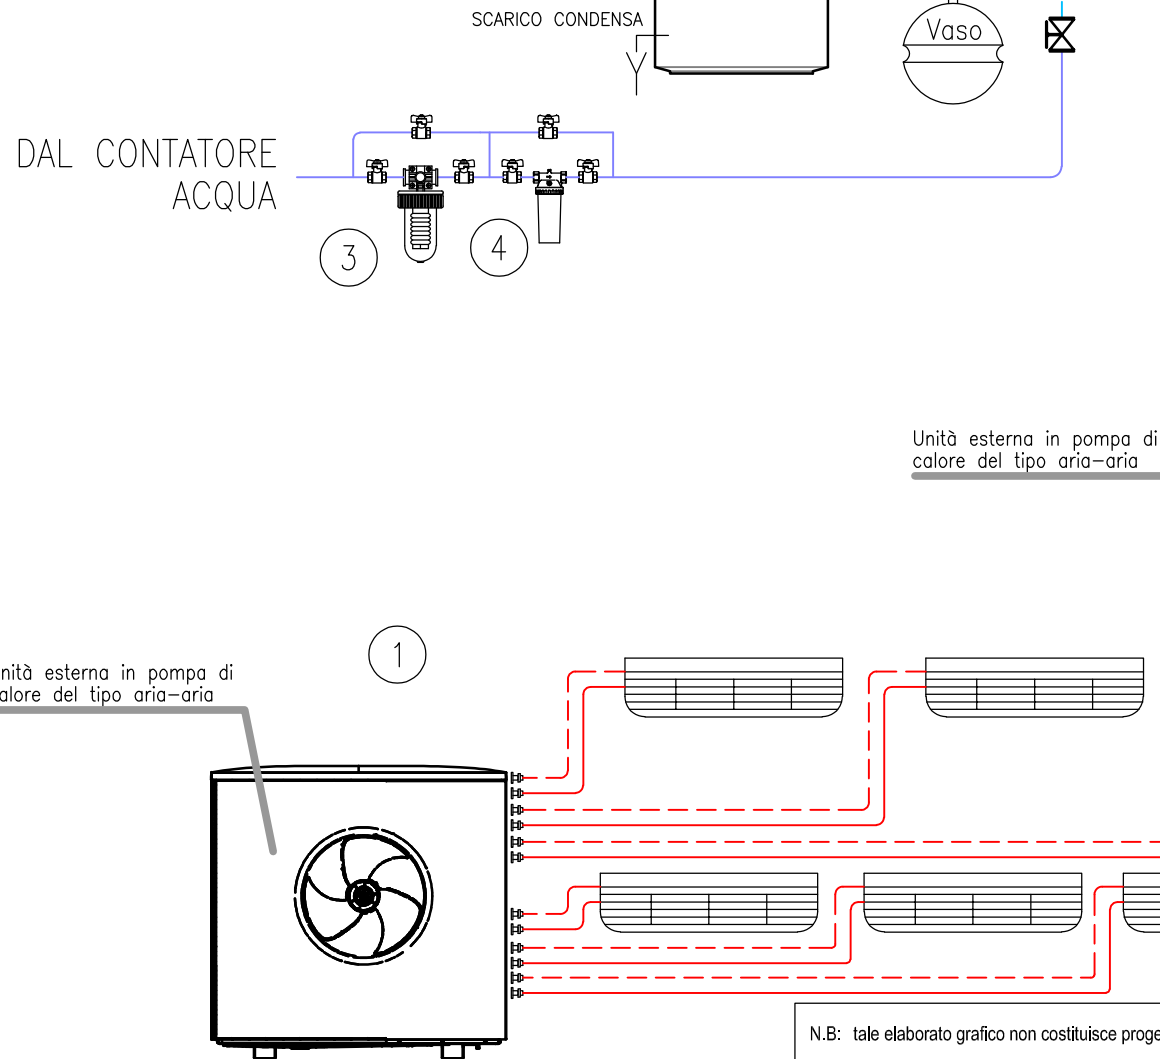 SCARICO CONDENSA
Vaso
DAL CONTATORE
ACQUA
3
4
Unità esterna in pompa di
calore del tipo aria-aria
1
nità esterna in pompa di
alore del tipo aria-aria
N.B: tale elaborato grafico non costituisce proge